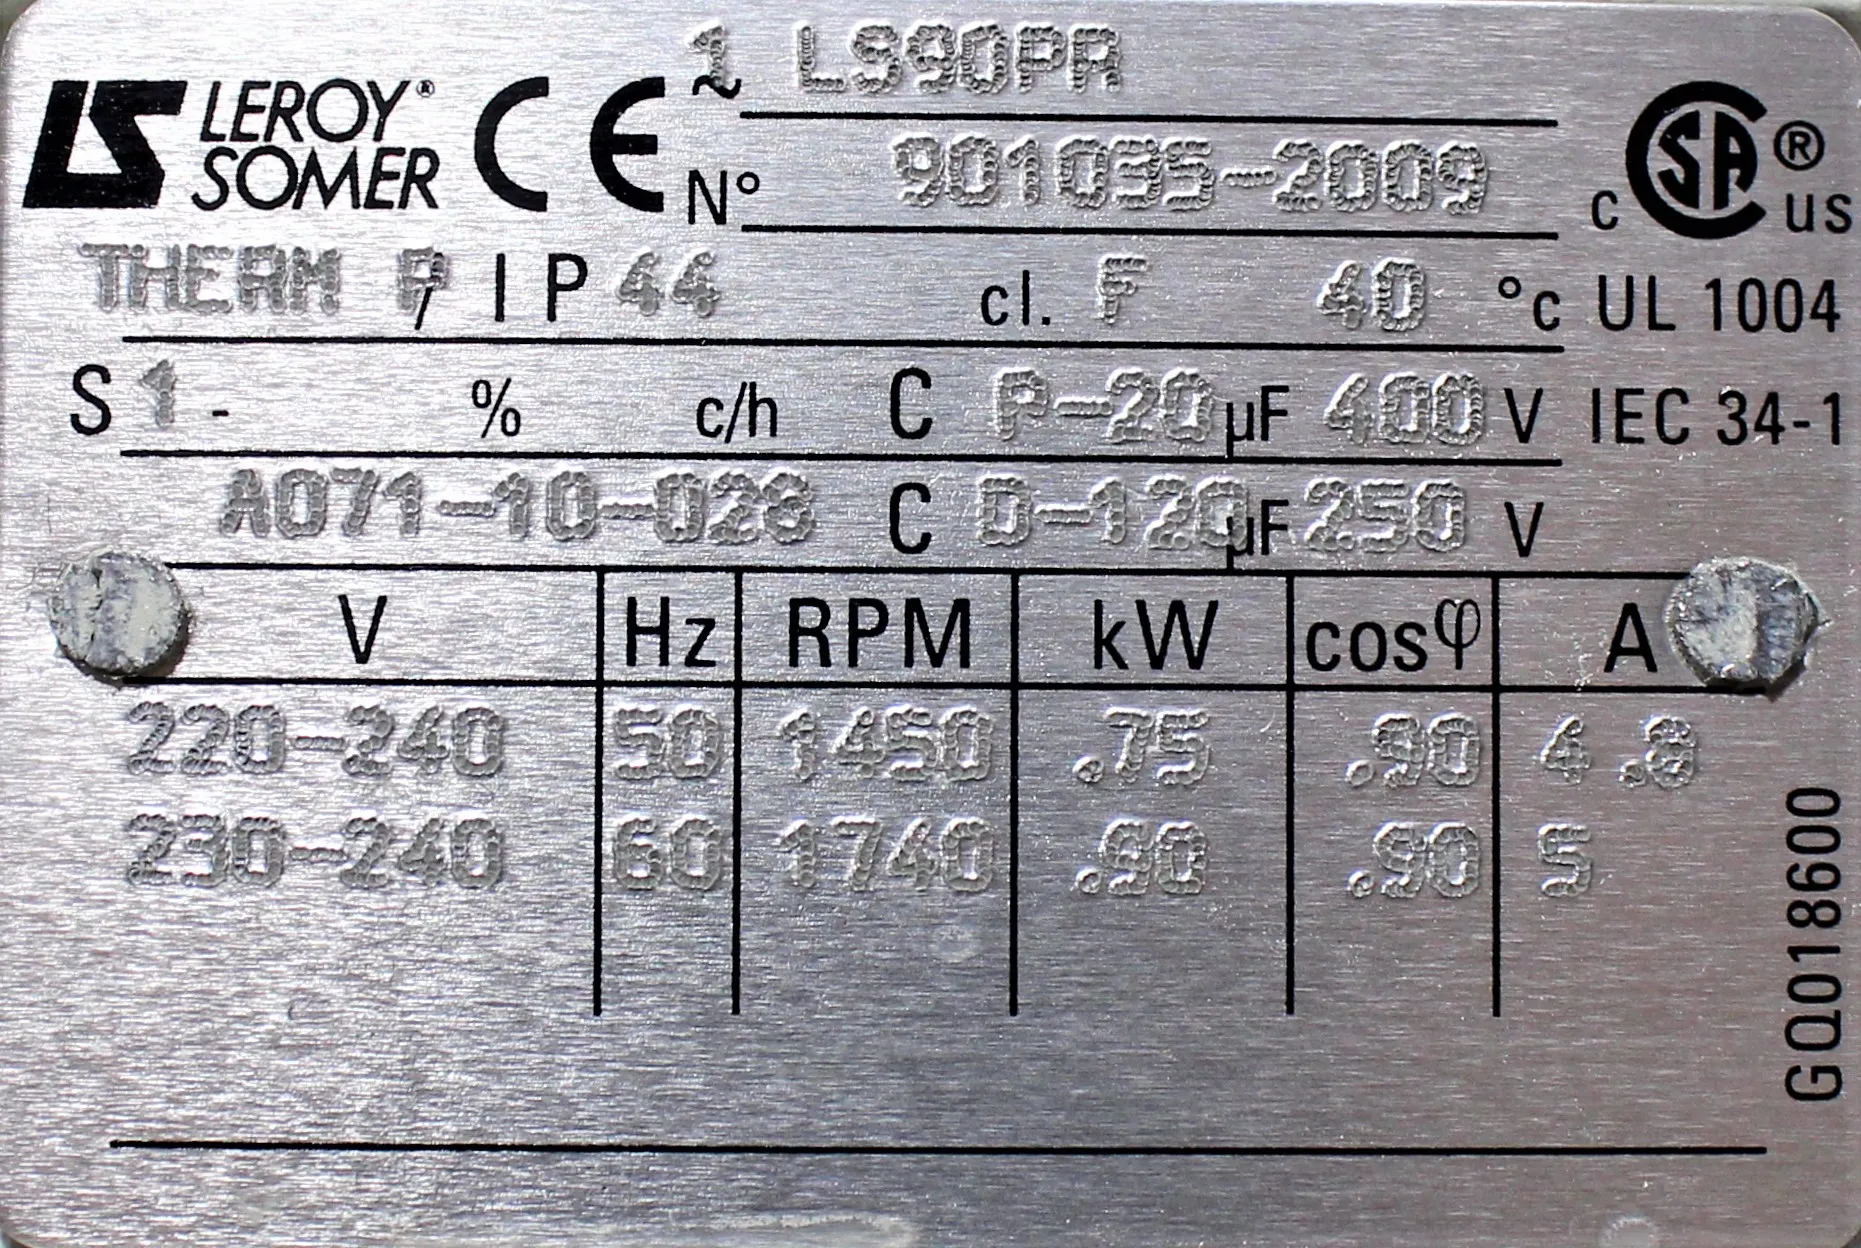 LEROY® SOMER CE 1~ LS90PR
N° 901035-2009 c SA® us
THERM P/ IP 44 cl. F 40 °c UL 1004
S 1 - % c/h C P-20 µF 400 V IEC 34-1
A071-10-028 C D-120 µF 250 V
V Hz RPM kW cosφ A
220-240 50 1450 .75 .90 4.8
230-240 60 1740 .90 .90 5
GQ018600